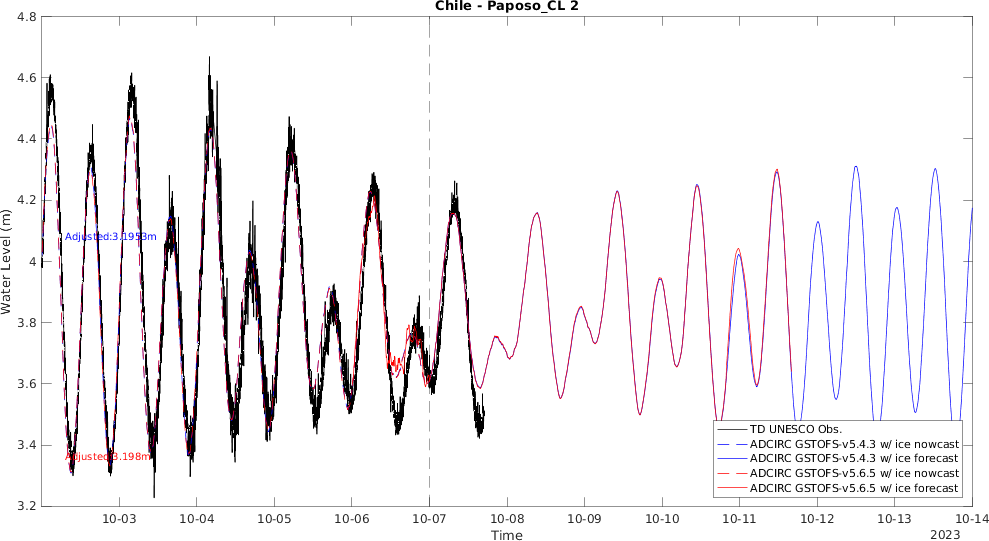 Chile - Paposo_CL 2
4.8
4.6
4.4
4.2
4
3.8
3.6
3.4
3.2
Water Level (m)
Adjusted:3.1953m
Adjusted:3.198m
TD UNESCO Obs.
ADCIRC GSTOFS-v5.4.3 w/ ice nowcast
ADCIRC GSTOFS-v5.4.3 w/ ice forecast
ADCIRC GSTOFS-v5.6.5 w/ ice nowcast
ADCIRC GSTOFS-v5.6.5 w/ ice forecast
10-03 10-04 10-05 10-06 10-07 10-08 10-09 10-10 10-11 10-12 10-13 10-14
Time
2023